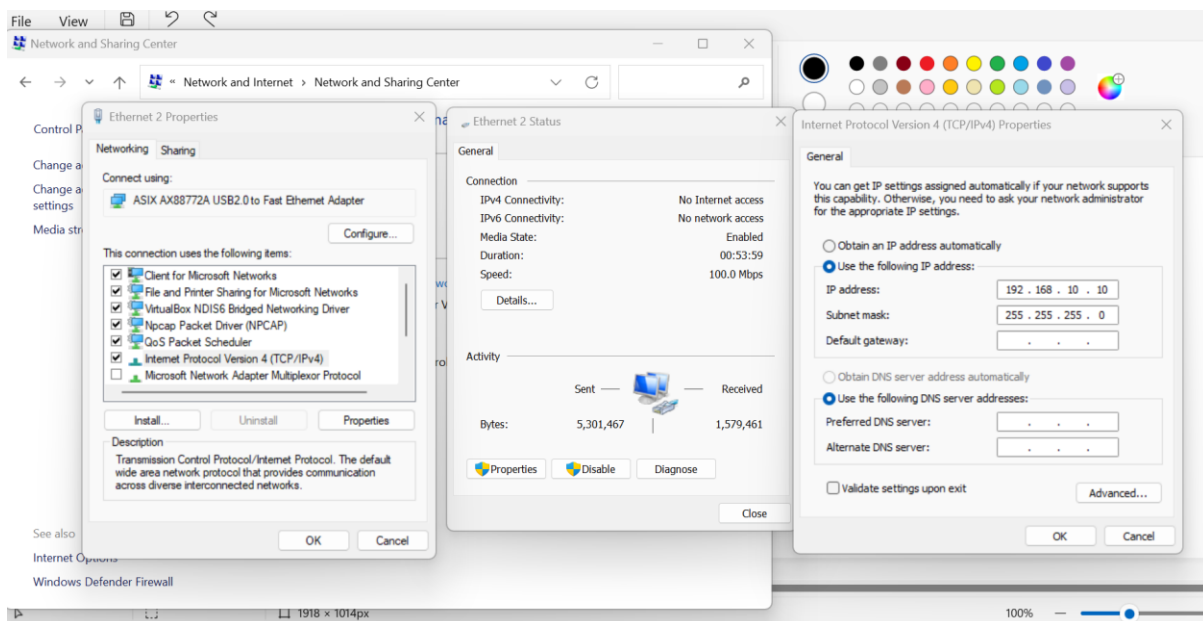 File View
Network and Sharing Center
« Network and Internet › Network and Sharing Center
Control P
Change a
Change a
settings
Media str
See also
Internet Options
Windows Defender Firewall
Ethernet 2 Properties
Networking Sharing
Connect using:
ASIX AX88772A USB2.0 to Fast Ethernet Adapter
Configure...
This connection uses the following items:
Client for Microsoft Networks
File and Printer Sharing for Microsoft Networks
VirtualBox NDIS6 Bridged Networking Driver
Npcap Packet Driver (NPCAP)
QoS Packet Scheduler
Internet Protocol Version 4 (TCP/IPv4)
Microsoft Network Adapter Multiplexor Protocol
Install... Uninstall Properties
Description
Transmission Control Protocol/Internet Protocol. The default
wide area network protocol that provides communication
across diverse interconnected networks.
OK Cancel
Ethernet 2 Status
General
Connection
IPv4 Connectivity: No Internet access
IPv6 Connectivity: No network access
Media State: Enabled
Duration: 00:53:59
Speed: 100.0 Mbps
Details...
Activity
Sent Received
Bytes: 5,301,467 1,579,461
Properties Disable Diagnose
Close
Internet Protocol Version 4 (TCP/IPv4) Properties
General
You can get IP settings assigned automatically if your network supports
this capability. Otherwise, you need to ask your network administrator
for the appropriate IP settings.
Obtain an IP address automatically
Use the following IP address:
IP address: 192 . 168 . 10 . 10
Subnet mask: 255 . 255 . 255 . 0
Default gateway: . . .
Obtain DNS server address automatically
Use the following DNS server addresses:
Preferred DNS server: . . .
Alternate DNS server: . . .
Validate settings upon exit
Advanced...
OK Cancel
1918 × 1014px
100%